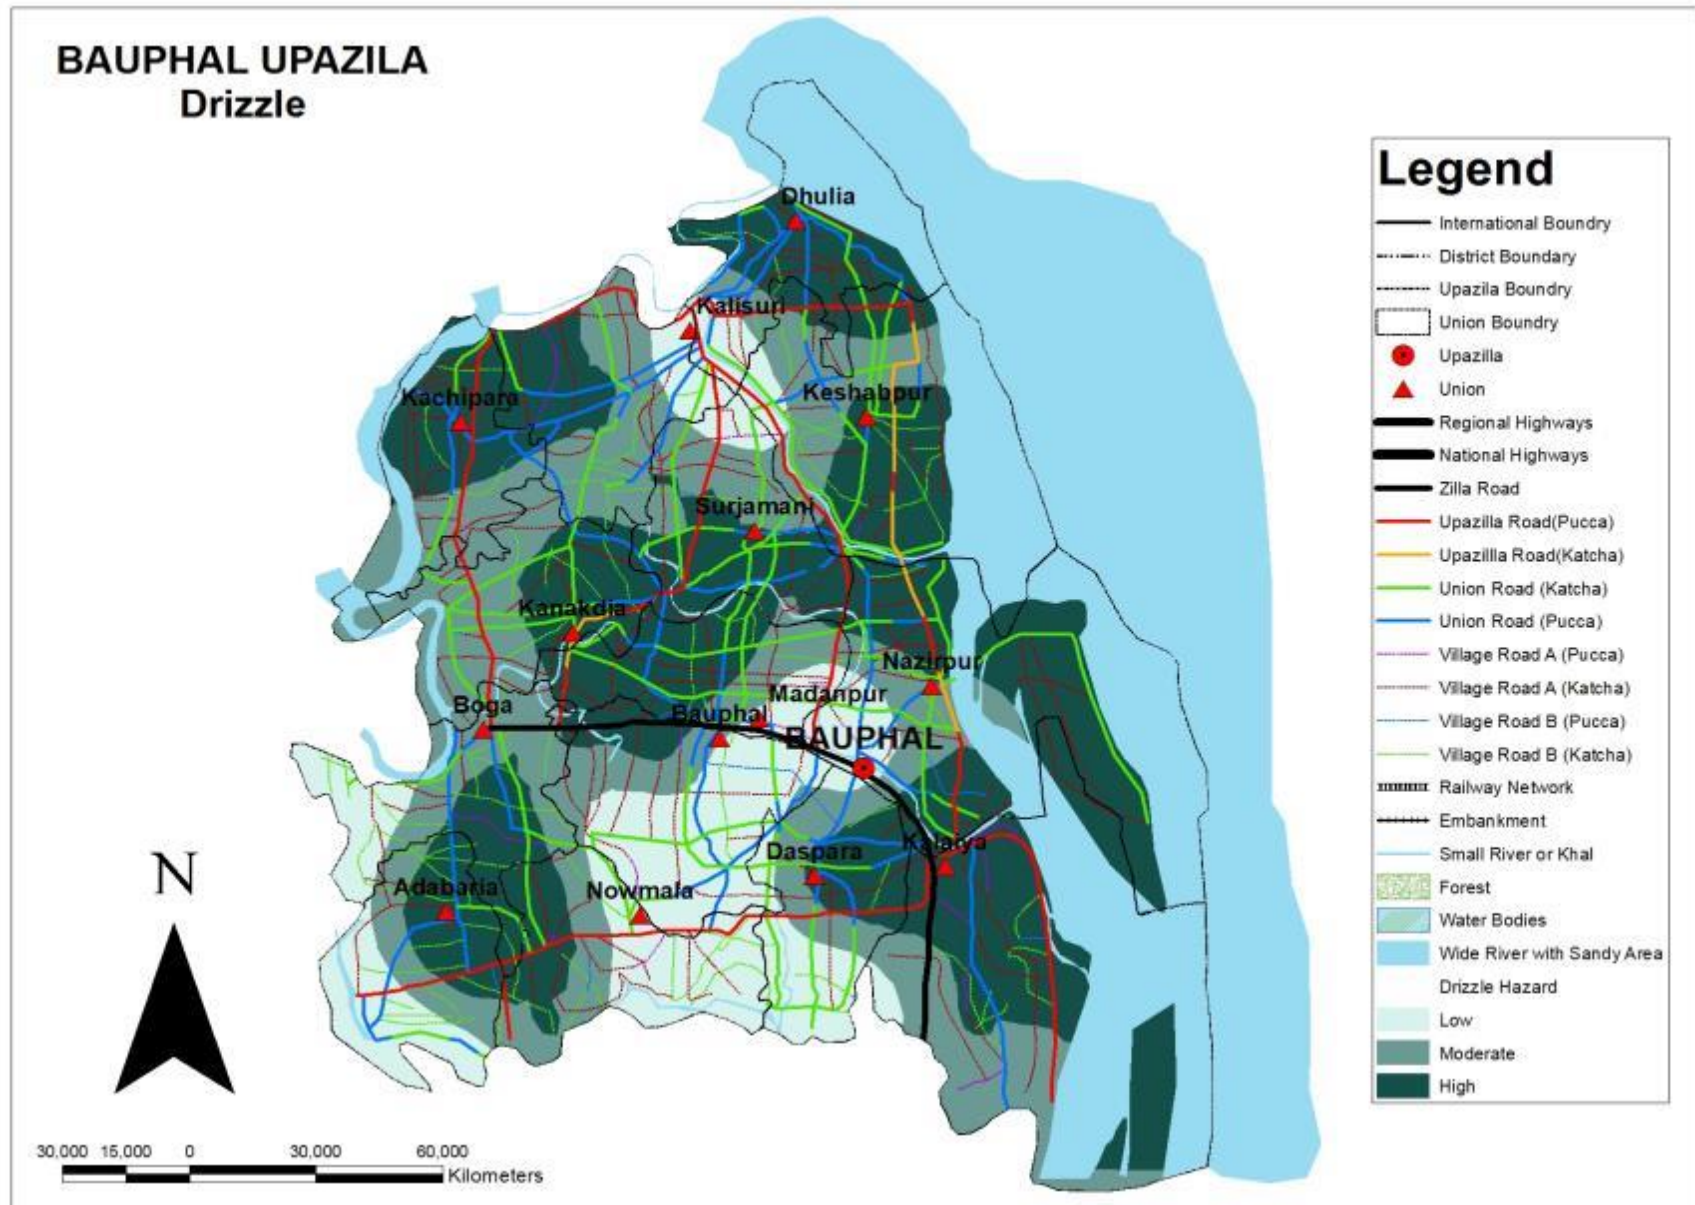 BAUPHAL UPAZILA
Drizzle
Dhulia
Kalisuri
Kachipara
Keshabpur
Surjamani
Kanakdia
Nazirpur
Madanpur
Boga
Bauphal
BAUPHAL
Daspara
Kalaiya
Adabaria
Nowmala
N
30,000 15,000 0 30,000 60,000
Kilometers
Legend
International Boundry
District Boundary
Upazila Boundry
Union Boundry
Upazilla
Union
Regional Highways
National Highways
Zilla Road
Upazilla Road(Pucca)
Upazillla Road(Katcha)
Union Road (Katcha)
Union Road (Pucca)
Village Road A (Pucca)
Village Road A (Katcha)
Village Road B (Pucca)
Village Road B (Katcha)
Railway Network
Embankment
Small River or Khal
Forest
Water Bodies
Wide River with Sandy Area
Drizzle Hazard
Low
Moderate
High